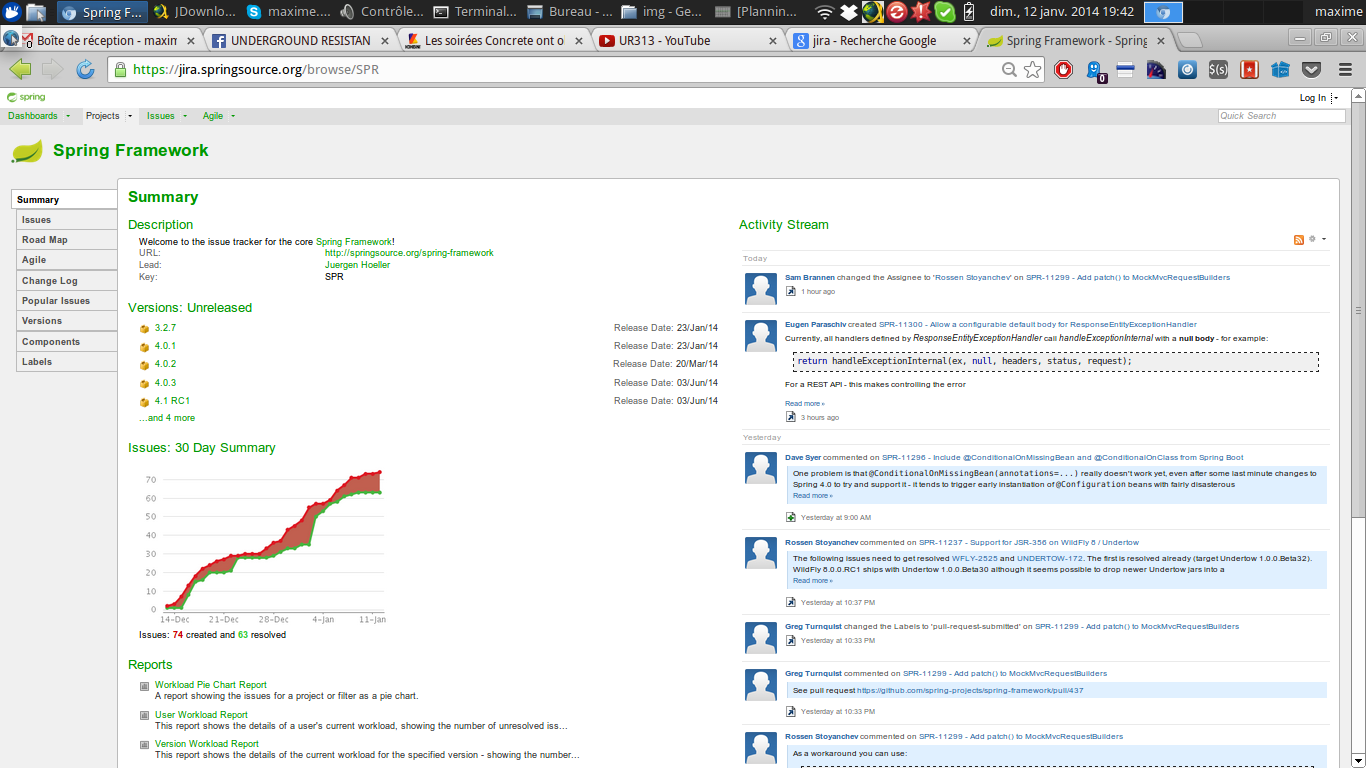 Spring F...
JDownlo...
maxime....
Contrôle...
Terminal...
Bureau - ...
img - Ge...
[Plannin...
dim., 12 janv. 2014 19:42
maxime
Boîte de réception - maxim
UNDERGROUND RESISTAN
Les soirées Concrete ont o
UR313 - YouTube
jira - Recherche Google
Spring Framework - Spring
https://jira.springsource.org/browse/SPR
spring
Log In
Dashboards
Projects
Issues
Agile
Quick Search
Spring Framework
Summary
Issues
Road Map
Agile
Change Log
Popular Issues
Versions
Components
Labels
Summary
Description
Welcome to the issue tracker for the core Spring Framework!
URL: http://springsource.org/spring-framework
Lead: Juergen Hoeller
Key: SPR
Versions: Unreleased
3.2.7 Release Date: 23/Jan/14
4.0.1 Release Date: 23/Jan/14
4.0.2 Release Date: 20/Mar/14
4.0.3 Release Date: 03/Jun/14
4.1 RC1 Release Date: 03/Jun/14
...and 4 more
Issues: 30 Day Summary
70
60
50
40
30
20
10
0
14-Dec 21-Dec 28-Dec 4-Jan 11-Jan
Issues: 74 created and 63 resolved
Reports
Workload Pie Chart Report
A report showing the issues for a project or filter as a pie chart.
User Workload Report
This report shows the details of a user's current workload, showing the number of unresolved iss...
Version Workload Report
This report shows the details of the current workload for the specified version - showing the number...
Activity Stream
Today
Sam Brannen changed the Assignee to 'Rossen Stoyanchev' on SPR-11299 - Add patch() to MockMvcRequestBuilders
1 hour ago
Eugen Paraschiv created SPR-11300 - Allow a configurable default body for ResponseEntityExceptionHandler
Currently, all handlers defined by ResponseEntityExceptionHandler call handleExceptionInternal with a null body - for example:
return handleExceptionInternal(ex, null, headers, status, request);
For a REST API - this makes controlling the error
Read more »
3 hours ago
Yesterday
Dave Syer commented on SPR-11296 - Include @ConditionalOnMissingBean and @ConditionalOnClass from Spring Boot
One problem is that @ConditionalOnMissingBean(annotations=...) really doesn't work yet, even after some last minute changes to
Spring 4.0 to try and support it - it tends to trigger early instantiation of @Configuration beans with fairly disasterous
Read more »
Yesterday at 9:00 AM
Rossen Stoyanchev commented on SPR-11237 - Support for JSR-356 on WildFly 8 / Undertow
The following issues need to get resolved WFLY-2525 and UNDERTOW-172. The first is resolved already (target Undertow 1.0.0.Beta32).
WildFly 8.0.0.RC1 ships with Undertow 1.0.0.Beta30 although it seems possible to drop newer Undertow jars into a
Read more »
Yesterday at 10:37 PM
Greg Turnquist changed the Labels to 'pull-request-submitted' on SPR-11299 - Add patch() to MockMvcRequestBuilders
Yesterday at 10:33 PM
Greg Turnquist commented on SPR-11299 - Add patch() to MockMvcRequestBuilders
See pull request https://github.com/spring-projects/spring-framework/pull/437
Yesterday at 10:33 PM
Rossen Stoyanchev commented on SPR-11299 - Add patch() to MockMvcRequestBuilders
As a workaround you can use: